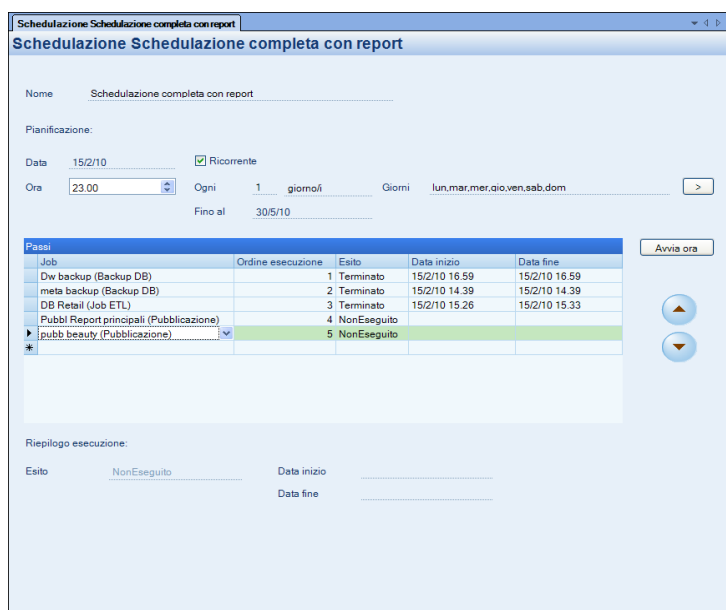 Schedulazione Schedulazione completa con report
Schedulazione Schedulazione completa con report
Nome Schedulazione completa con report
Pianificazione:
Data 15/2/10 Ricorrente
Ora 23.00 Ogni 1 giorno/i Giorni lun,mar,mer,gio,ven,sab,dom >
Fino al 30/5/10
Passi Avvia ora
Job Ordine esecuzione Esito Data inizio Data fine
Dw backup (Backup DB) 1 Terminato 15/2/10 16.59 15/2/10 16.59
meta backup (Backup DB) 2 Terminato 15/2/10 14.39 15/2/10 14.39
DB Retail (Job ETL) 3 Terminato 15/2/10 15.26 15/2/10 15.33
Pubbl Report principali (Pubblicazione) 4 NonEseguito
pubb beauty (Pubblicazione) 5 NonEseguito
Riepilogo esecuzione:
Esito NonEseguito Data inizio
Data fine